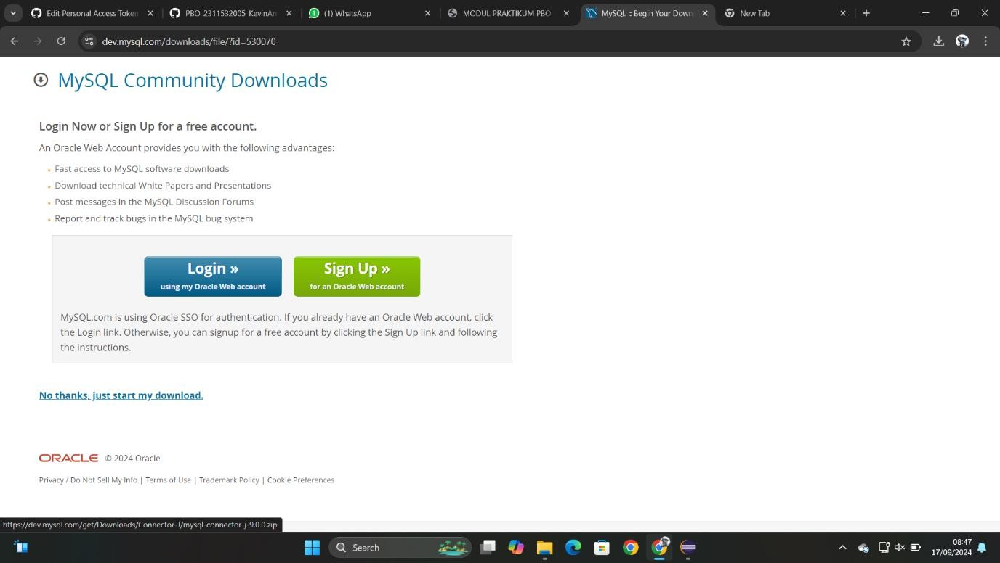 Edit Personal Access Token
PBO_2311532005_KevinAn
(1) WhatsApp
MODUL PRAKTIKUM PBO
MySQL :: Begin Your Down
New Tab
dev.mysql.com/downloads/file/?id=530070
MySQL Community Downloads
Login Now or Sign Up for a free account.
An Oracle Web Account provides you with the following advantages:
Fast access to MySQL software downloads
Download technical White Papers and Presentations
Post messages in the MySQL Discussion Forums
Report and track bugs in the MySQL bug system
Login »
using my Oracle Web account
Sign Up »
for an Oracle Web account
MySQL.com is using Oracle SSO for authentication. If you already have an Oracle Web account, click
the Login link. Otherwise, you can signup for a free account by clicking the Sign Up link and following
the instructions.
No thanks, just start my download.
ORACLE © 2024 Oracle
Privacy / Do Not Sell My Info | Terms of Use | Trademark Policy | Cookie Preferences
https://dev.mysql.com/get/Downloads/Connector-J/mysql-connector-j-9.0.0.zip
Search
08:47
17/09/2024